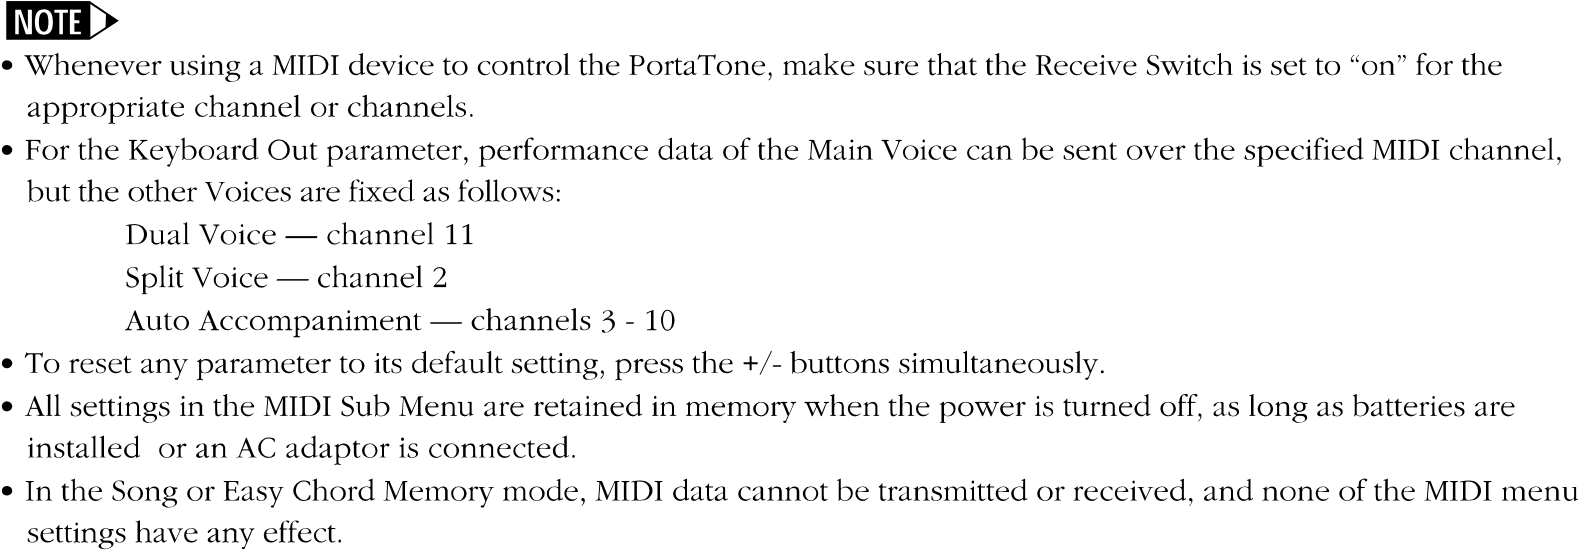 NOTE
• Whenever using a MIDI device to control the PortaTone, make sure that the Receive Switch is set to “on” for the
appropriate channel or channels.
• For the Keyboard Out parameter, performance data of the Main Voice can be sent over the specified MIDI channel,
but the other Voices are fixed as follows:
Dual Voice — channel 11
Split Voice — channel 2
Auto Accompaniment — channels 3 - 10
• To reset any parameter to its default setting, press the +/- buttons simultaneously.
• All settings in the MIDI Sub Menu are retained in memory when the power is turned off, as long as batteries are
installed  or an AC adaptor is connected.
• In the Song or Easy Chord Memory mode, MIDI data cannot be transmitted or received, and none of the MIDI menu
settings have any effect.